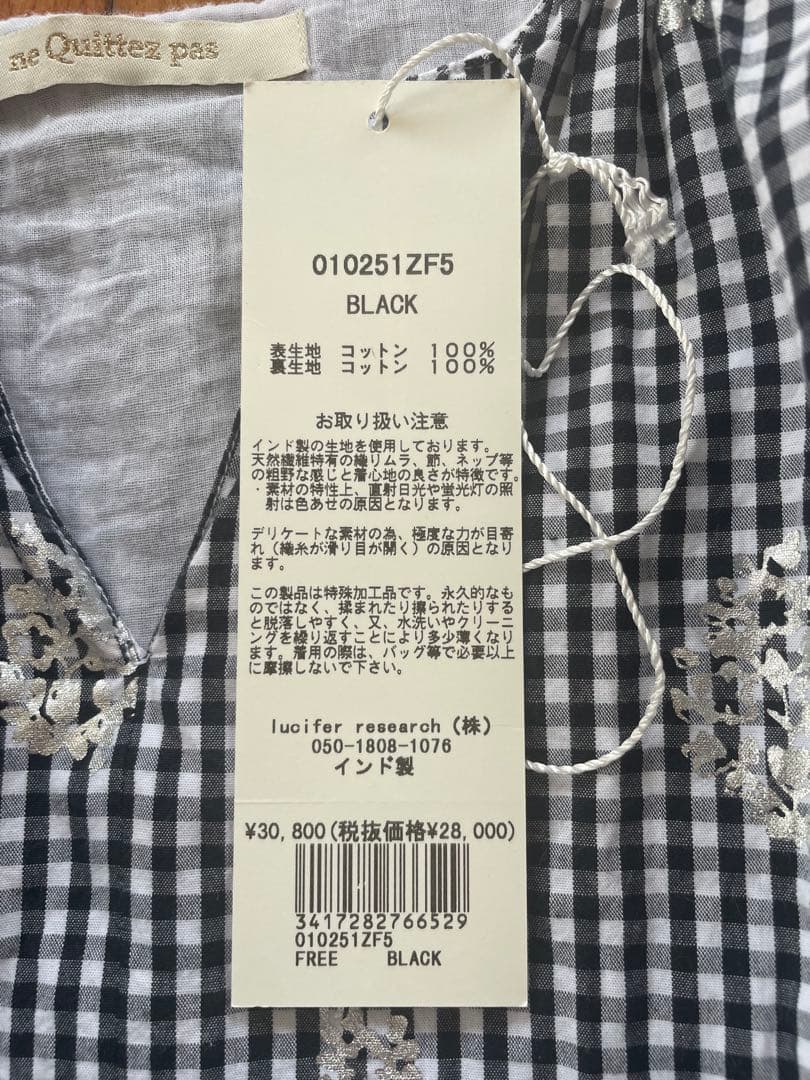 ne Quittez pas
010251ZF5
BLACK
表生地 コットン 100%
裏生地 コットン 100%
お取り扱い注意
インド製の生地を使用しております。
天然繊維特有の織りムラ、節、ネップ等
の粗野な感じと着心地の良さが特徴です。
・素材の特性上、直射日光や蛍光灯の照
射は色あせの原因となります。
デリケートな素材の為、極度な力が目寄
れ（織糸が滑り目が開く）の原因となり
ます。
この製品は特殊加工品です。永久的なも
のではなく、揉まれたり擦られたりする
と脱落しやすく、又、水洗いやクリーニ
ングを繰り返すことにより多少薄くなり
ます。着用の際は、バッグ等で必要以上
に摩擦しないで下さい。
lucifer research（株）
050-1808-1076
インド製
¥30,800(税抜価格¥28,000)
3417282766529
010251ZF5
FREE BLACK